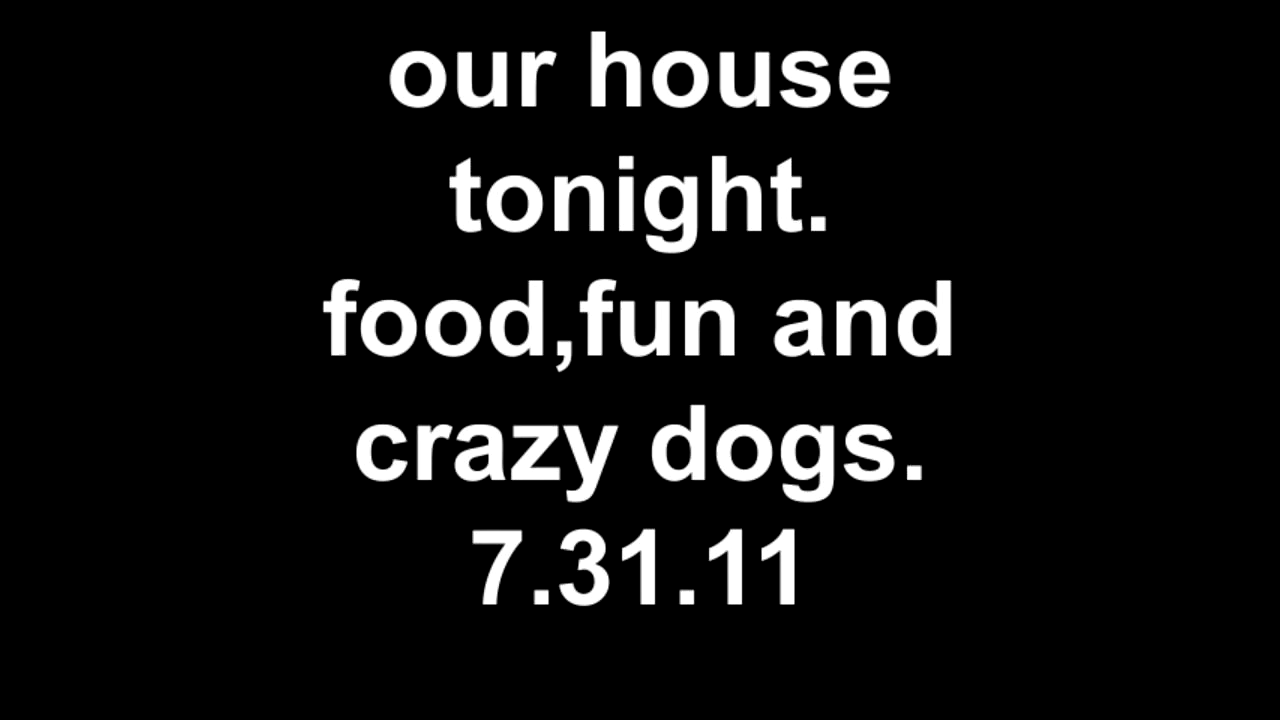 our house
tonight.
food,fun and
crazy dogs.
7.31.11